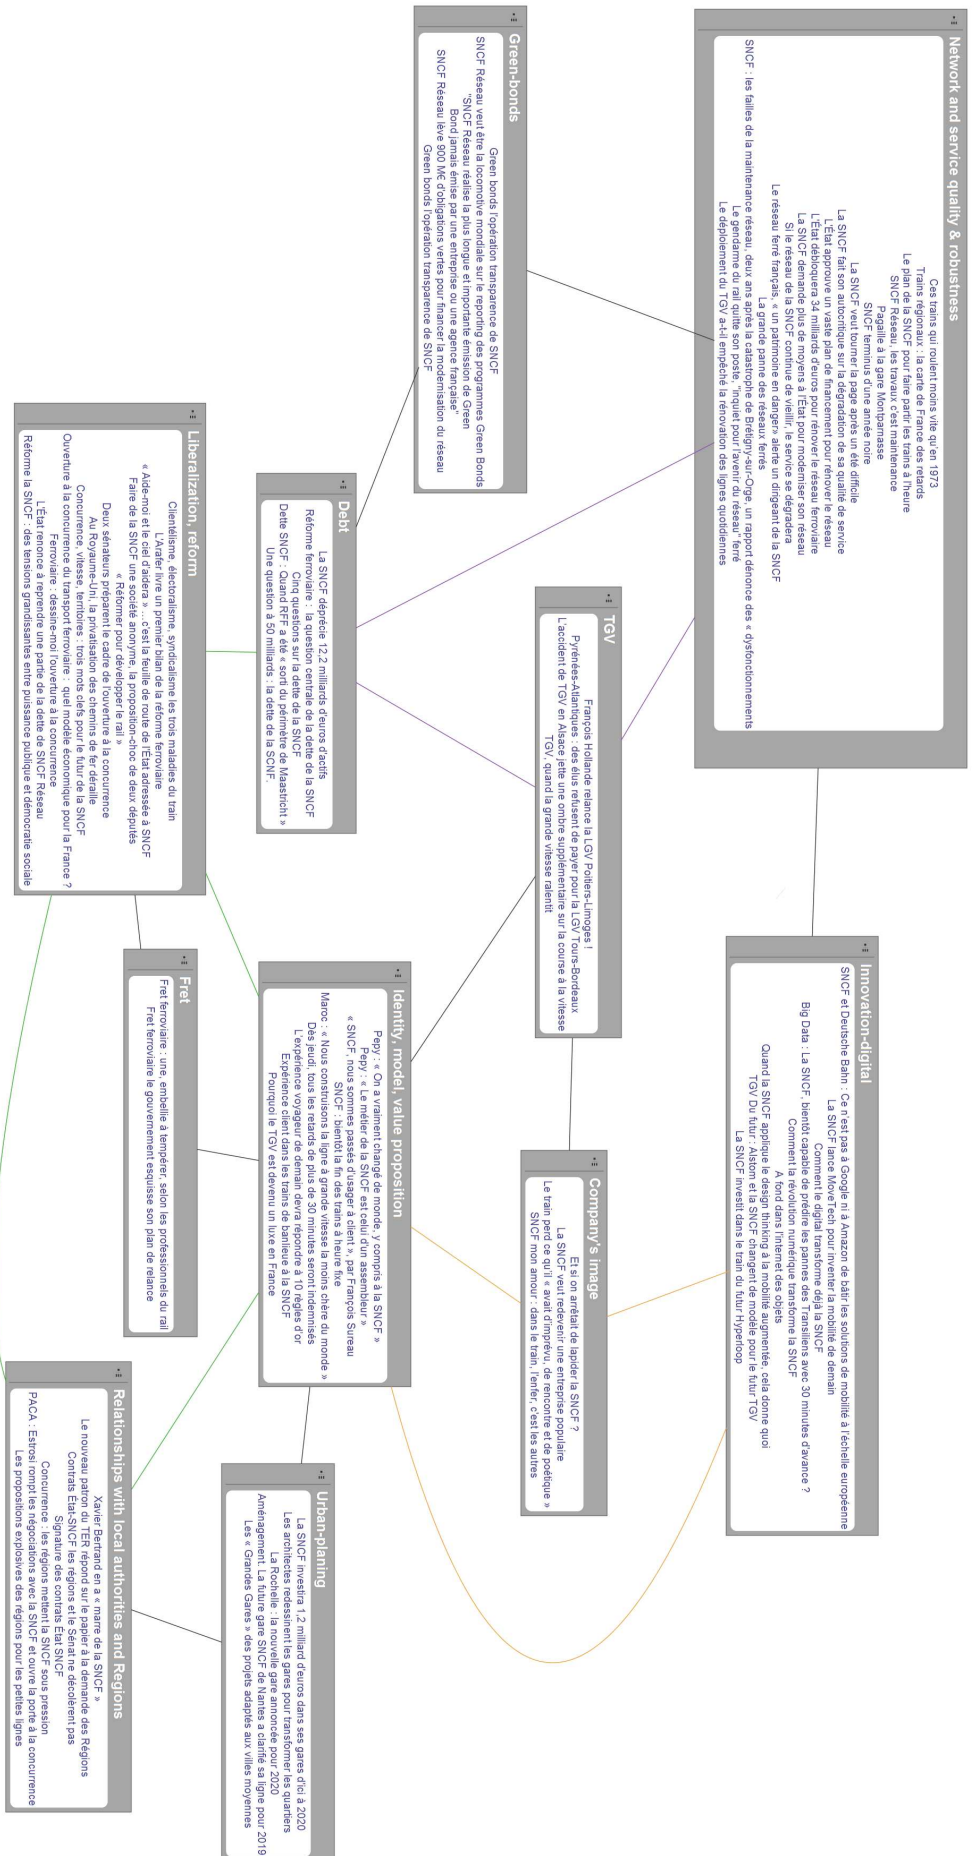 Network and service quality & robustness
Ces trains qui roulent moins vite qu'en 1973
Trains régionaux : la carte de France des retards
Le plan de la SNCF pour faire partir les trains à l'heure
SNCF Réseau, les travaux c'est maintenance
Pagaille à la gare Montparnasse
SNCF terminus d'une année noire
La SNCF veut tourner la page après un été difficile
La SNCF fait son autocritique sur la dégradation de sa qualité de service
L'État approuve un vaste plan de financement pour rénover le réseau
L'État débloquera 34 milliards d'euros pour rénover le réseau ferroviaire
La SNCF demande plus de moyens à l'État pour moderniser son réseau
Si le réseau de la SNCF continue de vieillir, le service se dégradera
Le réseau ferré français, « un patrimoine en danger» alerte un dirigeant de la SNCF
La grande panne des réseaux ferrés
SNCF : les failles de la maintenance réseau, deux ans après la catastrophe de Brétigny-sur-Orge, un rapport dénonce des « dysfonctionnements
Le gendarme du rail quitte son poste, "inquiet pour l'avenir du réseau" ferré
Le déploiement du TGV a-t-il empêché la rénovation des lignes quotidiennes
Innovation-digital
SNCF et Deutsche Bahn : Ce n'est pas à Google ni à Amazon de bâtir les solutions de mobilité à l'échelle européenne
La SNCF lance MoveTech pour inventer la mobilité de demain
Comment le digital transforme déjà la SNCF
Big Data : La SNCF, bientôt capable de prédire les pannes des Transiliens avec 30 minutes d'avance ?
Comment la révolution numérique transforme la SNCF
A fond dans l'internet des objets
Quand la SNCF applique le design thinking à la mobilité augmentée, cela donne quoi
TGV Du futur : Alstom et la SNCF changent de modèle pour le futur TGV
La SNCF investit dans le train du futur Hyperloop
TGV
François Hollande relance la LGV Poitiers-Limoges !
Pyrénées-Atlantiques : des élus refusent de payer pour la LGV Tours-Bordeaux
L'accident de TGV en Alsace jette une ombre supplémentaire sur la course à la vitesse
TGV, quand la grande vitesse ralentit
Company's image
Et si on arrêtait de lapider la SNCF ?
La SNCF veut redevenir une entreprise populaire
Le train perd ce qu'il « avait d'imprévu, de rencontre et de poétique »
SNCF mon amour : dans le train, l'enfer, c'est les autres
Green-bonds
Green bonds l'opération transparence de SNCF
SNCF Réseau veut être la locomotive mondiale sur le reporting des programmes Green Bonds
"SNCF Réseau réalise la plus longue et importante émission de Green
Bond jamais émise par une entreprise ou une agence française"
SNCF Réseau lève 900 M€ d'obligations vertes pour financer la modernisation du réseau
Green bonds l'opération transparence de SNCF
Identity, model, value proposition
Pepy : « On a vraiment changé de monde, y compris à la SNCF »
Pepy : « Le métier de la SNCF est celui d'un assembleur »
« SNCF, nous sommes passés d'usager à client », par François Sureau
SNCF : bientôt la fin des trains à heure fixe
Maroc : « Nous construisons la ligne à grande vitesse la moins chère du monde »
Dès jeudi, tous les retards de plus de 30 minutes seront indemnisés
L'expérience voyageur de demain devra répondre à 10 règles d'or
Expérience client dans les trains de banlieue à la SNCF
Pourquoi le TGV est devenu un luxe en France
Debt
La SNCF déprécie 12,2 milliards d'euros d'actifs
Réforme ferroviaire : la question centrale de la dette de la SNCF
Cinq questions sur la dette de la SNCF
Dette SNCF : Quand RFF a été « sorti du périmètre de Maastricht »
Une question à 50 milliards : la dette de la SCNF.
Urban-planing
La SNCF investira 1,2 milliard d'euros dans ses gares d'ici à 2020
Les architectes redessinent les gares pour transformer les quartiers
La Rochelle : la nouvelle gare annoncée pour 2020
Aménagement. La future gare SNCF de Nantes a clarifié sa ligne pour 2019
Les « Grandes Gares » des projets adaptés aux villes moyennes
Liberalization, reform
Clientélisme, électoralisme, syndicalisme les trois maladies du train
L'Arafer livre un premier bilan de la réforme ferroviaire
« Aide-moi et le ciel d'aidera » …c'est la feuille de route de l'État adressée à SNCF
Faire de la SNCF une société anonyme, la proposition-choc de deux députés
« Réformer pour développer le rail »
Deux sénateurs préparent le cadre de l'ouverture à la concurrence
Au Royaume-Uni, la privatisation des chemins de fer déraille
Concurrence, vitesse, territoires : trois mots clefs pour le futur de la SNCF
Ouverture à la concurrence du transport ferroviaire : quel modèle économique pour la France ?
Ferroviaire : dessine-moi l'ouverture à la concurrence
L'État renonce à reprendre une partie de la dette de SNCF Réseau
Réforme la SNCF : des tensions grandissantes entre puissance publique et démocratie sociale
Fret
Fret ferroviaire : une, embellie à tempérer, selon les professionnels du rail
Fret ferroviaire le gouvernement esquisse son plan de relance
Relationships with local authorities and Regions
Xavier Bertrand en a « marre de la SNCF »
Le nouveau patron du TER répond sur le papier à la demande des Régions
Contrats État-SNCF les régions et le Sénat ne décolèrent pas
Signature des contrats État SNCF
Concurrence : les régions mettent la SNCF sous pression
PACA : Estrosi rompt les négociations avec la SNCF et ouvre la porte à la concurrence
Les propositions explosives des régions pour les petites lignes